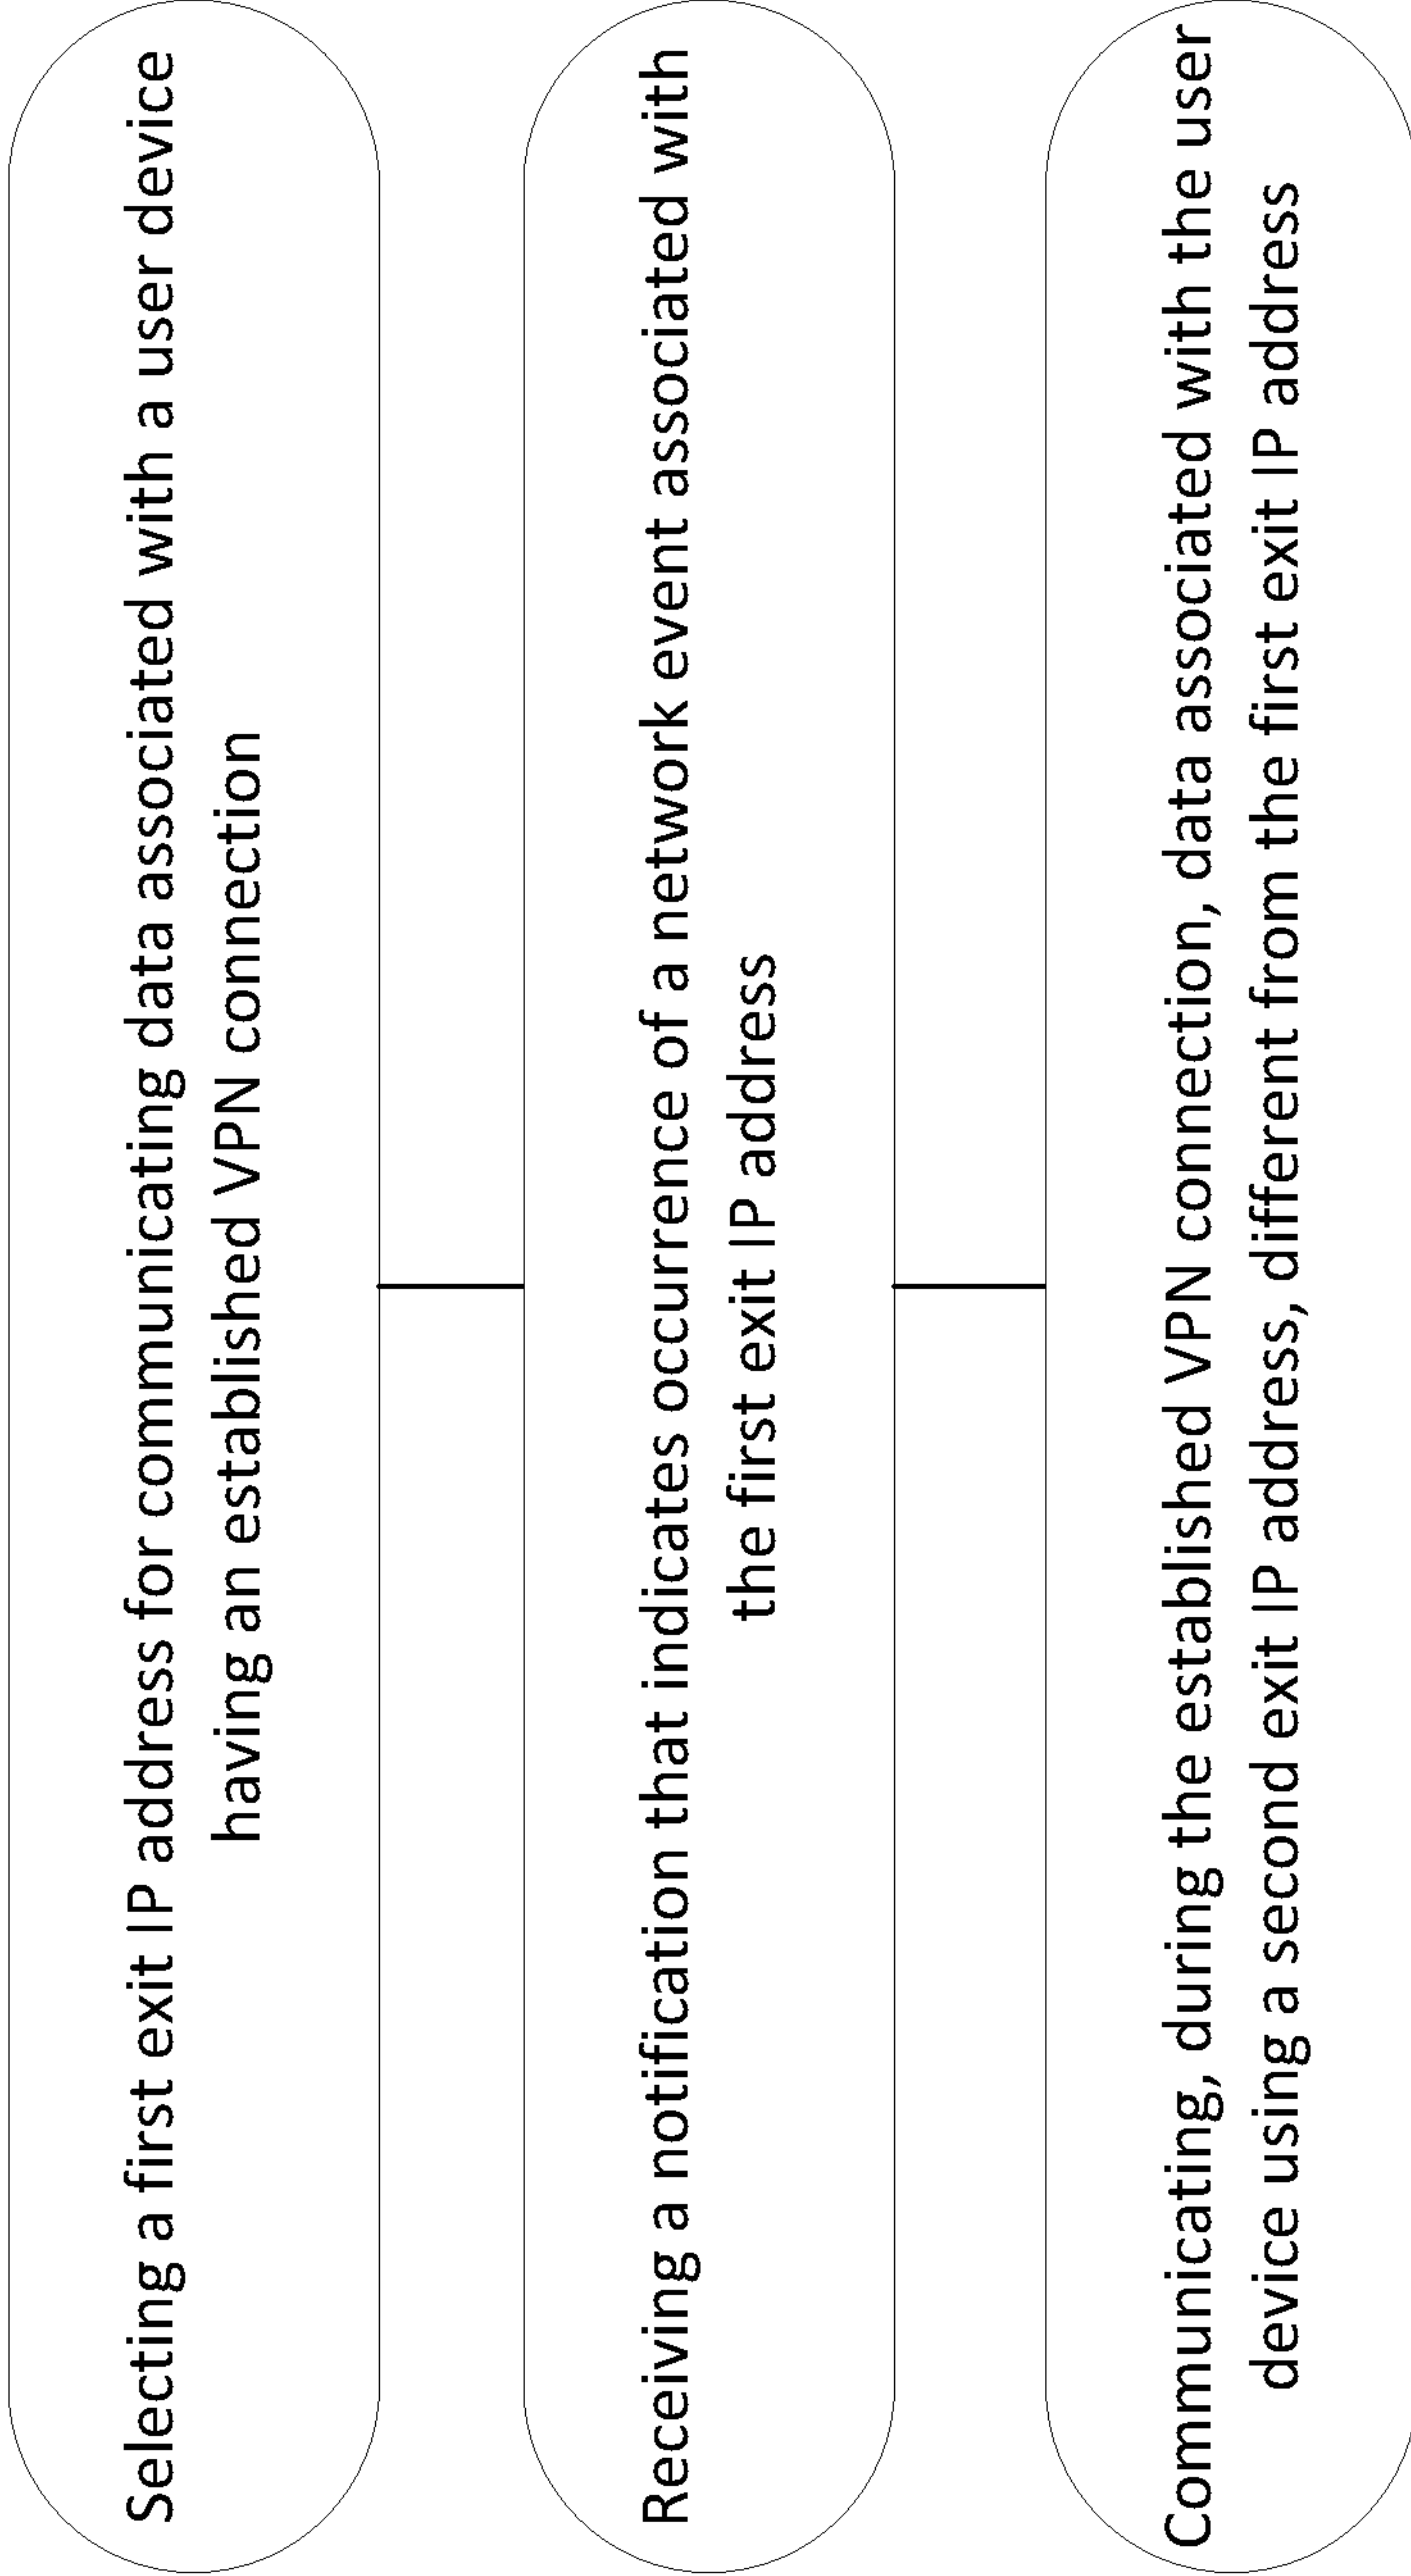 Selecting a first exit IP address for communicating data associated with a user device
having an established VPN connection
Receiving a notification that indicates occurrence of a network event associated with
the first exit IP address
Communicating, during the established VPN connection, data associated with the user
device using a second exit IP address, different from the first exit IP address